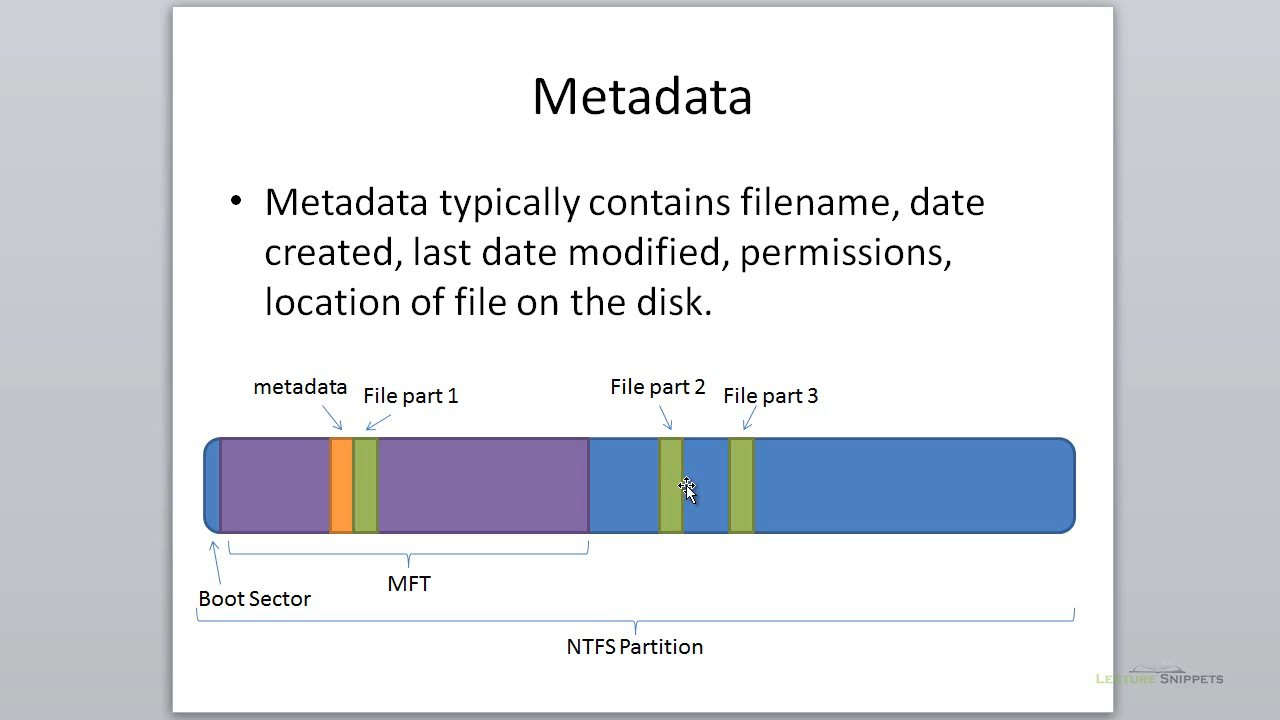 Metadata
• Metadata typically contains filename, date
created, last date modified, permissions,
location of file on the disk.
metadata
File part 1
File part 2
File part 3
MFT
Boot Sector
NTFS Partition
LECTURE SNIPPETS